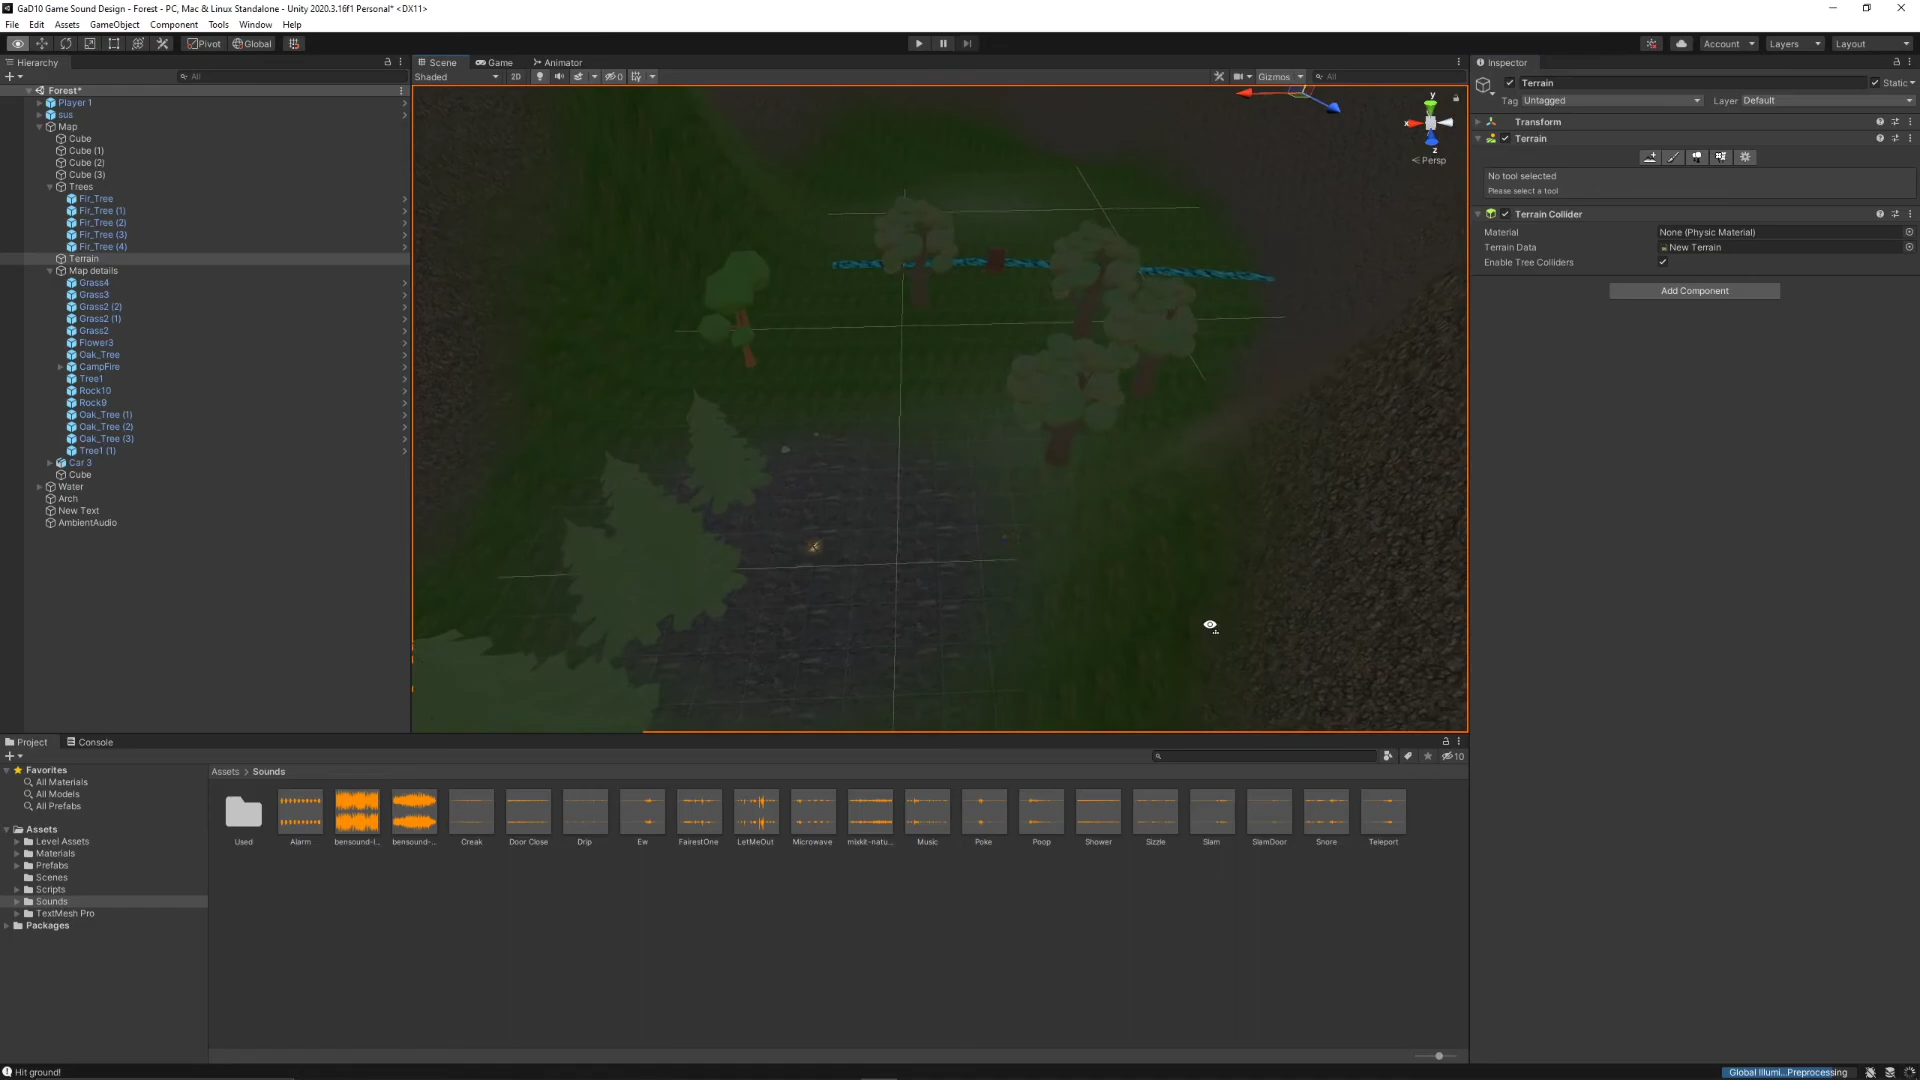 GaD10 Game Sound Design - Forest - PC, Mac & Linux Standalone - Unity 2020.3.16f1 Personal* <DX11>
File Edit Assets GameObject Component Tools Window Help
Pivot Global Account Layers Layout
Hierarchy
All
Forest*
Player 1
sus
Map
Cube
Cube (1)
Cube (2)
Cube (3)
Trees
Fir_Tree
Fir_Tree (1)
Fir_Tree (2)
Fir_Tree (3)
Fir_Tree (4)
Terrain
Map details
Grass4
Grass3
Grass2 (2)
Grass2 (1)
Grass2
Flower3
Oak_Tree
CampFire
Tree1
Rock10
Rock9
Oak_Tree (1)
Oak_Tree (2)
Oak_Tree (3)
Tree1 (1)
Car 3
Cube
Water
Arch
New Text
AmbientAudio
Scene Game Animator
Shaded 2D 0 Gizmos All
y
x
z
Persp
Inspector
Terrain Static
Tag Untagged Layer Default
Transform
Terrain
No tool selected
Please select a tool
Terrain Collider
Material None (Physic Material)
Terrain Data New Terrain
Enable Tree Colliders
Add Component
Project Console
10
Favorites
All Materials
All Models
All Prefabs
Assets
Level Assets
Materials
Prefabs
Scenes
Scripts
Sounds
TextMesh Pro
Packages
Assets > Sounds
Used Alarm bensound-l... bensound-... Creak Door Close Drip Ew FairestOne LetMeOut Microwave mixkit-natu... Music Poke Poop Shower Sizzle Slam SlamDoor Snore Teleport
Hit ground!
Global Illumi...Preprocessing